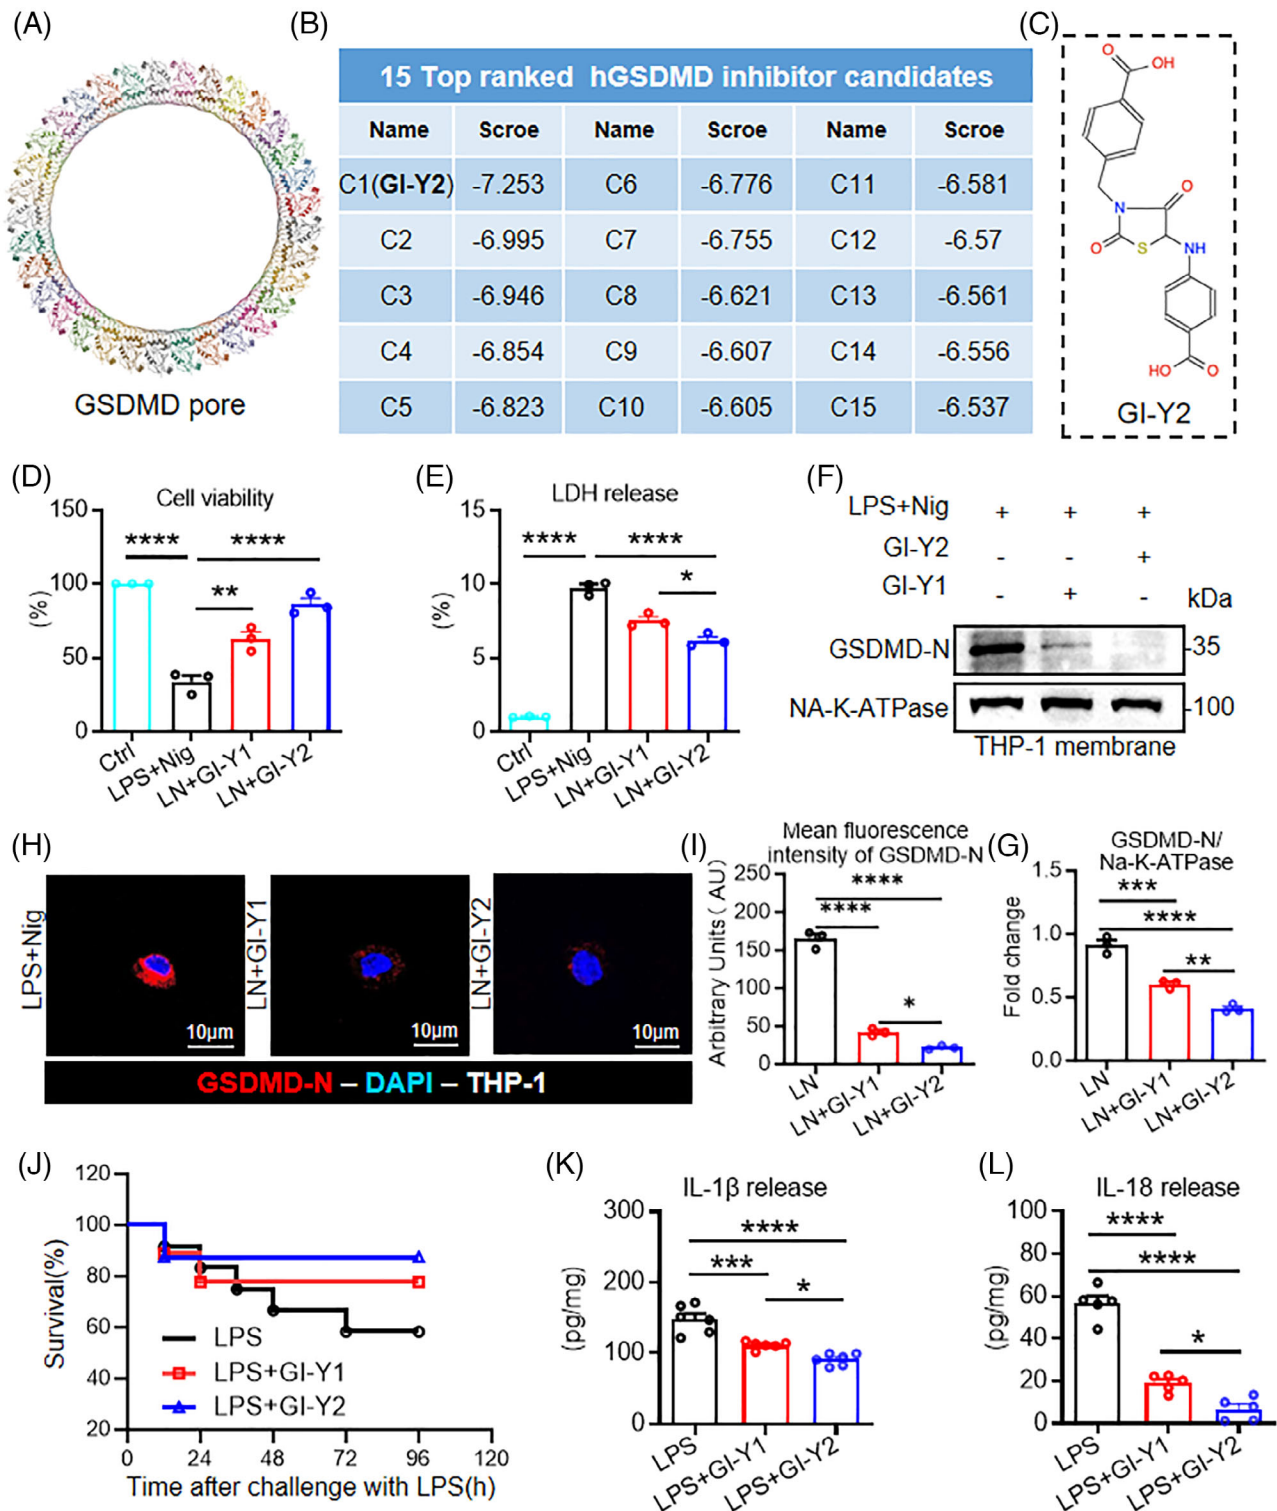 (A)
GSDMD pore
(B)
15 Top ranked hGSDMD inhibitor candidates
Name Scroe Name Scroe Name Scroe
C1(GI-Y2) -7.253 C6 -6.776 C11 -6.581
C2 -6.995 C7 -6.755 C12 -6.57
C3 -6.946 C8 -6.621 C13 -6.561
C4 -6.854 C9 -6.607 C14 -6.556
C5 -6.823 C10 -6.605 C15 -6.537
(C)
O
OH
N
O
O
S
NH
HO
O
GI-Y2
(D)
Cell viability
(%)
150
100
50
0
****
****
**
Ctrl
LPS+Nig
LN+GI-Y1
LN+GI-Y2
(E)
LDH release
(%)
15
10
5
0
****
****
*
Ctrl
LPS+Nig
LN+GI-Y1
LN+GI-Y2
(F)
LPS+Nig + + +
GI-Y2 - - +
GI-Y1 - + -
kDa
GSDMD-N -35
NA-K-ATPase -100
THP-1 membrane
(H)
LPS+Nig
10μm
LN+GI-Y1
10μm
LN+GI-Y2
10μm
GSDMD-N – DAPI – THP-1
(I)
Mean fluorescence
intensity of GSDMD-N
Arbitrary Units( AU)
250
200
150
100
50
0
****
****
*
LN
LN+GI-Y1
LN+GI-Y2
(G)
GSDMD-N/
Na-K-ATPase
Fold change
1.5
1.0
0.5
0.0
***
****
**
LN
LN+GI-Y1
LN+GI-Y2
(J)
Survival(%)
120
100
80
60
40
20
LPS
LPS+GI-Y1
LPS+GI-Y2
0 24 48 72 96 120
Time after challenge with LPS(h)
(K)
IL-1β release
(pg/mg)
300
200
100
0
****
***
*
LPS
LPS+GI-Y1
LPS+GI-Y2
(L)
IL-18 release
(pg/mg)
100
80
60
40
20
0
****
****
*
LPS
LPS+GI-Y1
LPS+GI-Y2